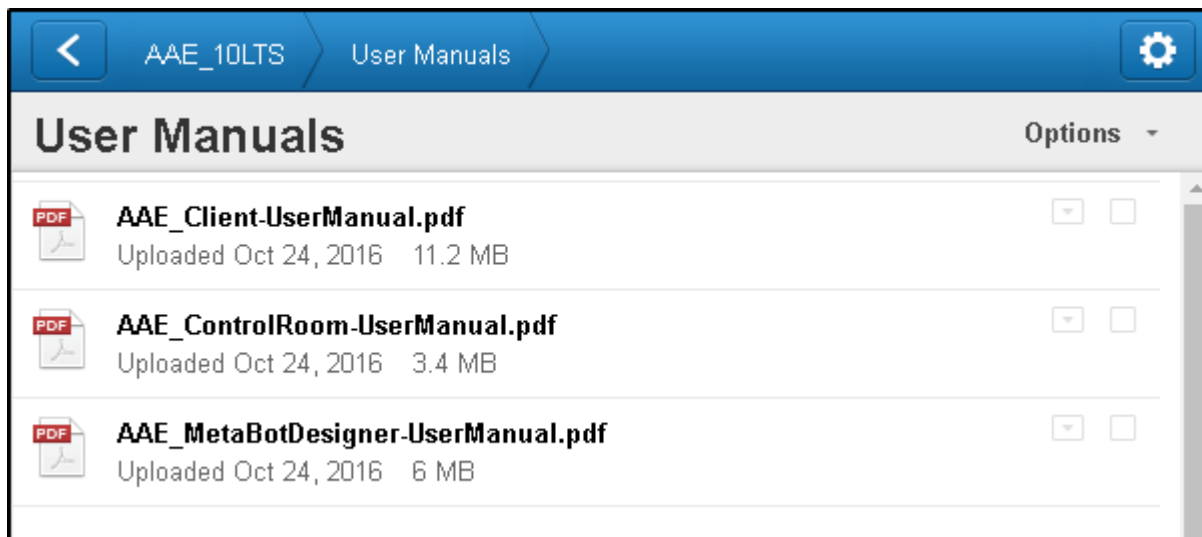 AAE_10LTS User Manuals
User Manuals
Options
PDF
AAE_Client-UserManual.pdf
Uploaded Oct 24, 2016 11.2 MB
PDF
AAE_ControlRoom-UserManual.pdf
Uploaded Oct 24, 2016 3.4 MB
PDF
AAE_MetaBotDesigner-UserManual.pdf
Uploaded Oct 24, 2016 6 MB